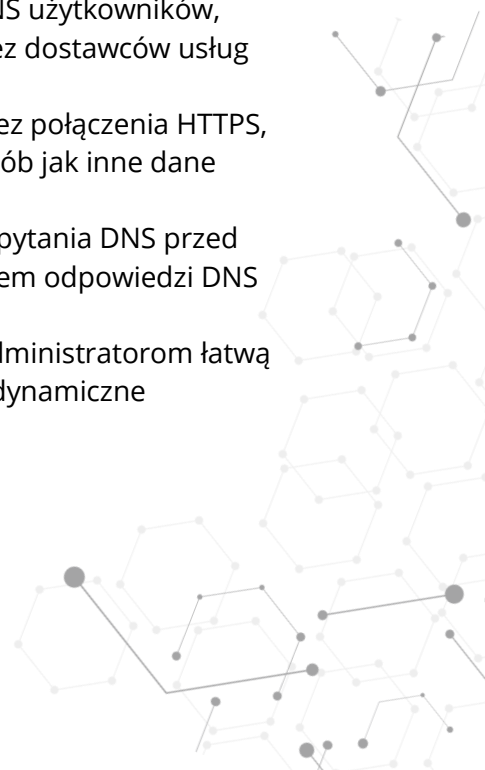 NS użytkowników,
ez dostawców usług
ez połączenia HTTPS,
ób jak inne dane
pytania DNS przed
em odpowiedzi DNS
dministratorom łatwą
dynamiczne